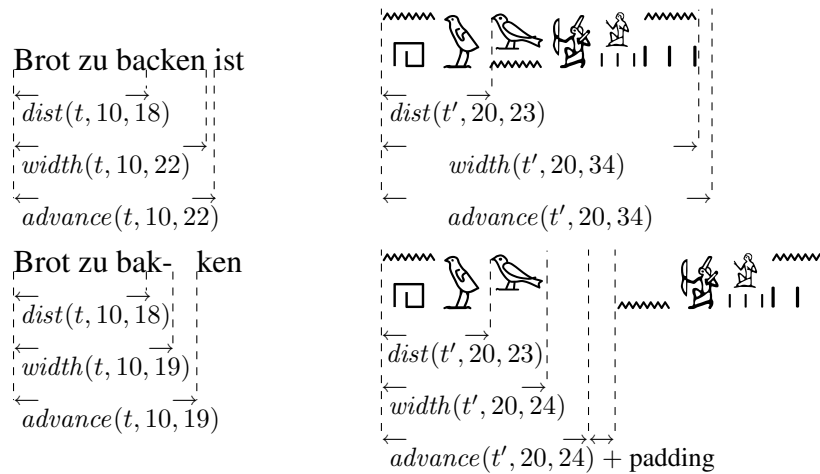 Brot zu backen ist
dist(t, 10, 18)
width(t, 10, 22)
advance(t, 10, 22)
dist(t′, 20, 23)
width(t′, 20, 34)
advance(t′, 20, 34)
Brot zu bak- ken
dist(t, 10, 18)
width(t, 10, 19)
advance(t, 10, 19)
dist(t′, 20, 23)
width(t′, 20, 24)
advance(t′, 20, 24) + padding